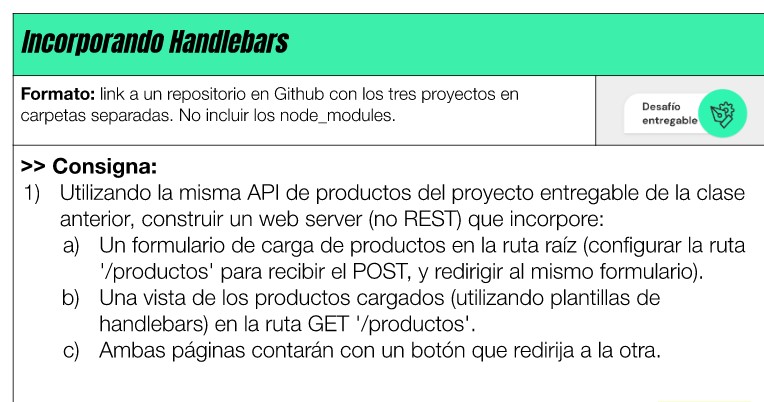 Incorporando Handlebars
Formato: link a un repositorio en Github con los tres proyectos en
carpetas separadas. No incluir los node_modules.
Desafío
entregable
>> Consigna:
1) Utilizando la misma API de productos del proyecto entregable de la clase
anterior, construir un web server (no REST) que incorpore:
a) Un formulario de carga de productos en la ruta raíz (configurar la ruta
'/productos' para recibir el POST, y redirigir al mismo formulario).
b) Una vista de los productos cargados (utilizando plantillas de
handlebars) en la ruta GET '/productos'.
c) Ambas páginas contarán con un botón que redirija a la otra.